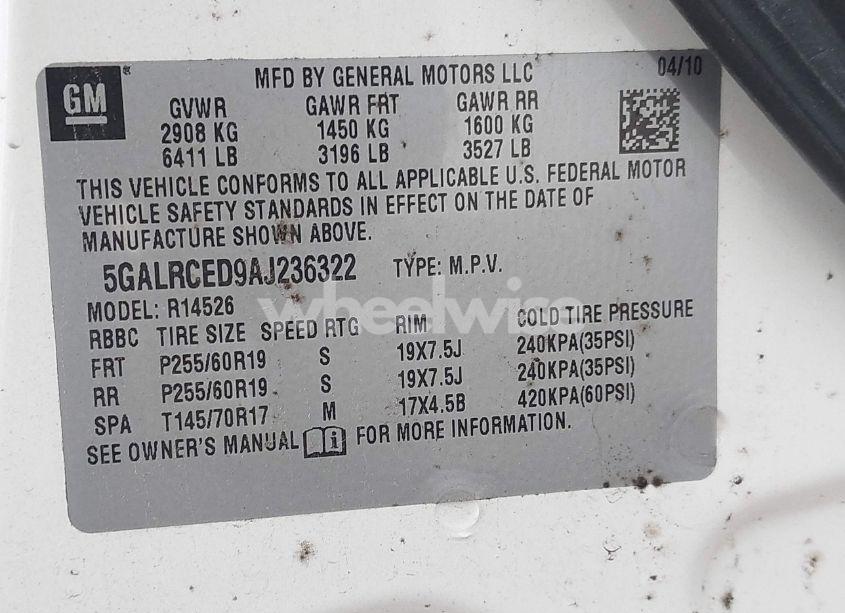 GM
MFD BY GENERAL MOTORS LLC 04/10
GVWR GAWR FRT GAWR RR
2908 KG 1450 KG 1600 KG
6411 LB 3196 LB 3527 LB
THIS VEHICLE CONFORMS TO ALL APPLICABLE U.S. FEDERAL MOTOR
VEHICLE SAFETY STANDARDS IN EFFECT ON THE DATE OF
MANUFACTURE SHOWN ABOVE.
5GALRCED9AJ236322 TYPE: M.P.V.
MODEL: R14526
wheelwise
RBBC TIRE SIZE SPEED RTG RIM COLD TIRE PRESSURE
FRT P255/60R19 S 19X7.5J 240KPA(35PSI)
RR P255/60R19 S 19X7.5J 240KPA(35PSI)
SPA T145/70R17 M 17X4.5B 420KPA(60PSI)
SEE OWNER'S MANUAL i FOR MORE INFORMATION.